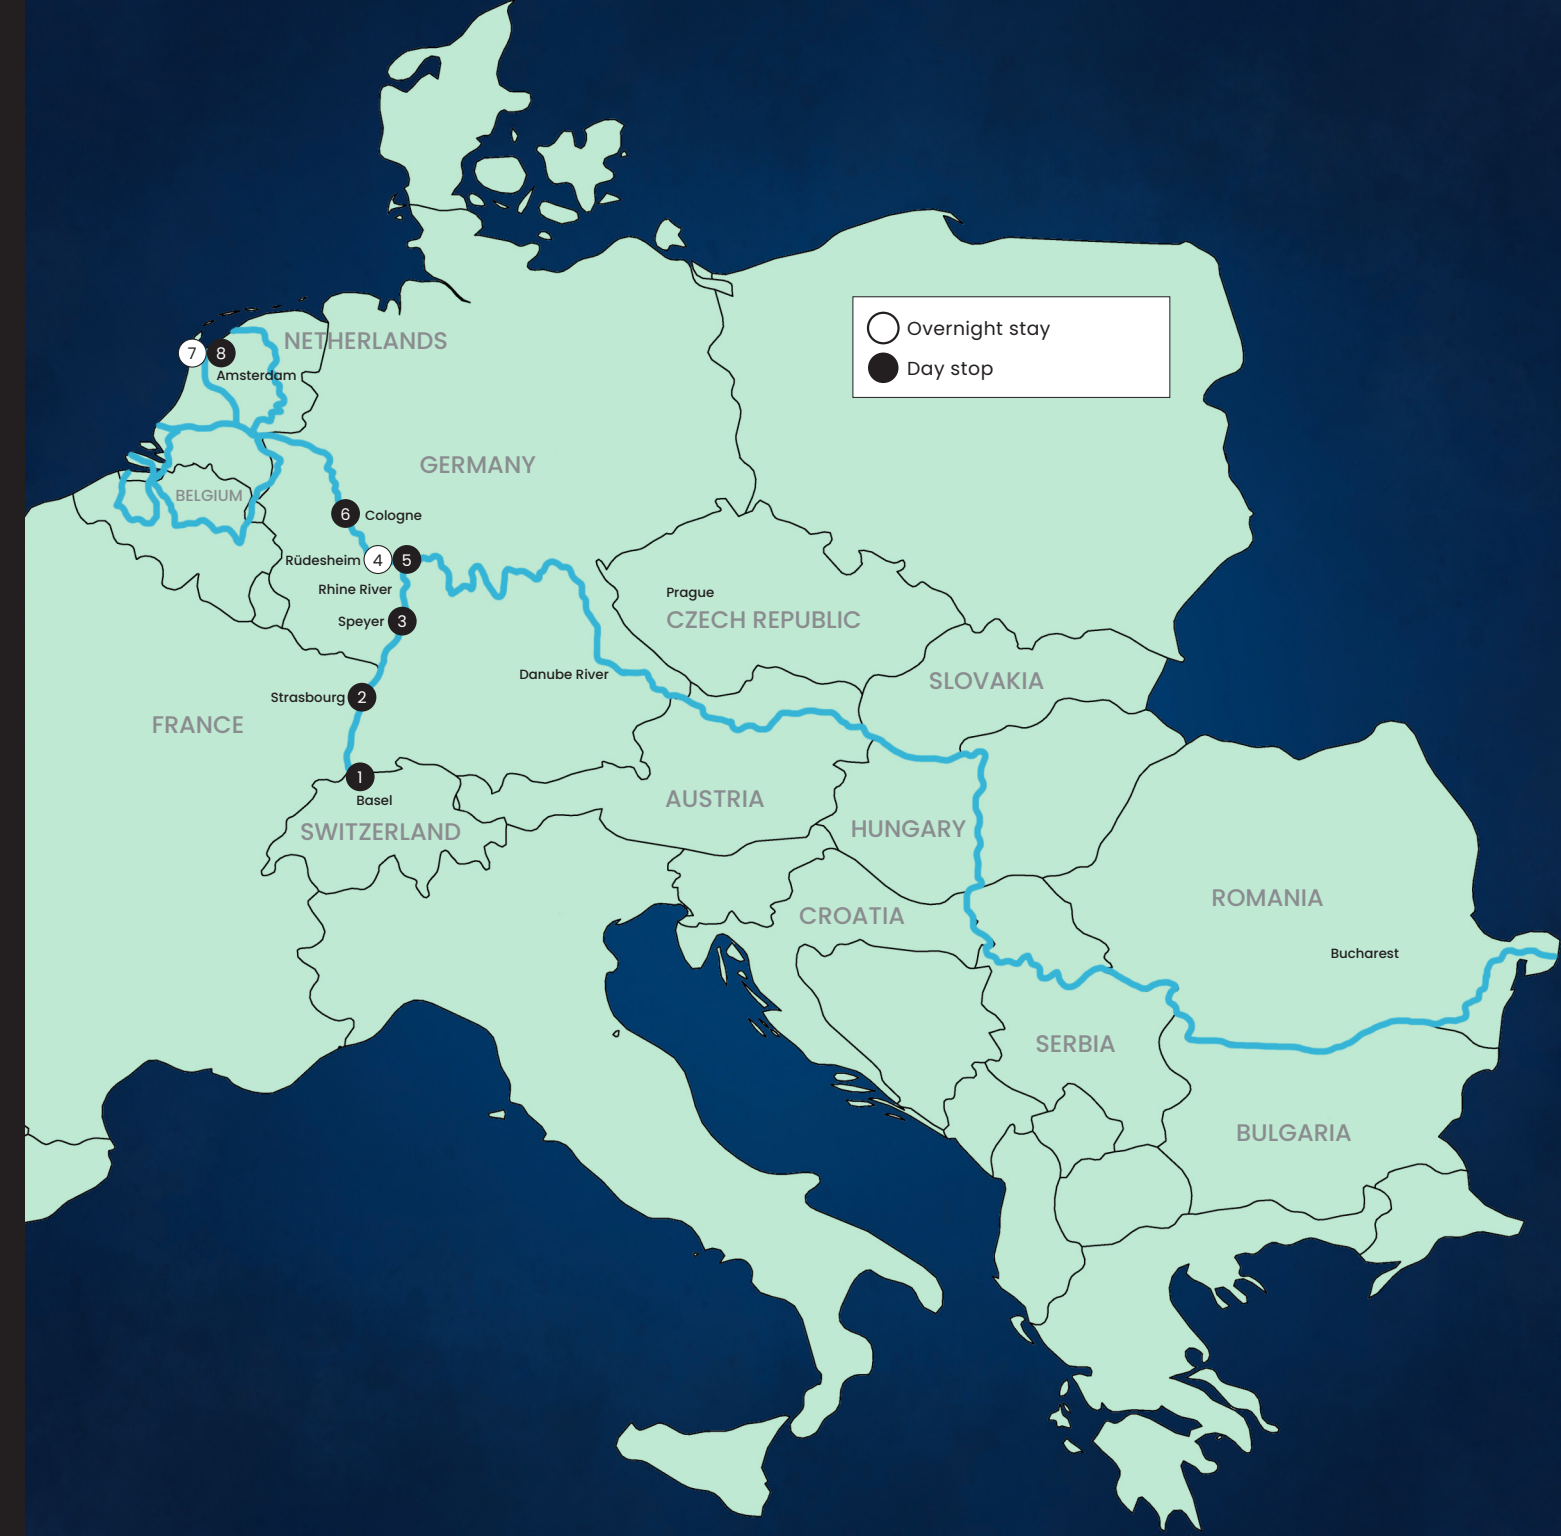 NETHERLANDS
7 8
Amsterdam
Overnight stay
Day stop
GERMANY
BELGIUM
6 Cologne
Rüdesheim 4 5
Rhine River
Speyer 3
Prague
CZECH REPUBLIC
Danube River
SLOVAKIA
Strasbourg 2
FRANCE
1
Basel
SWITZERLAND
AUSTRIA
HUNGARY
ROMANIA
CROATIA
Bucharest
SERBIA
BULGARIA